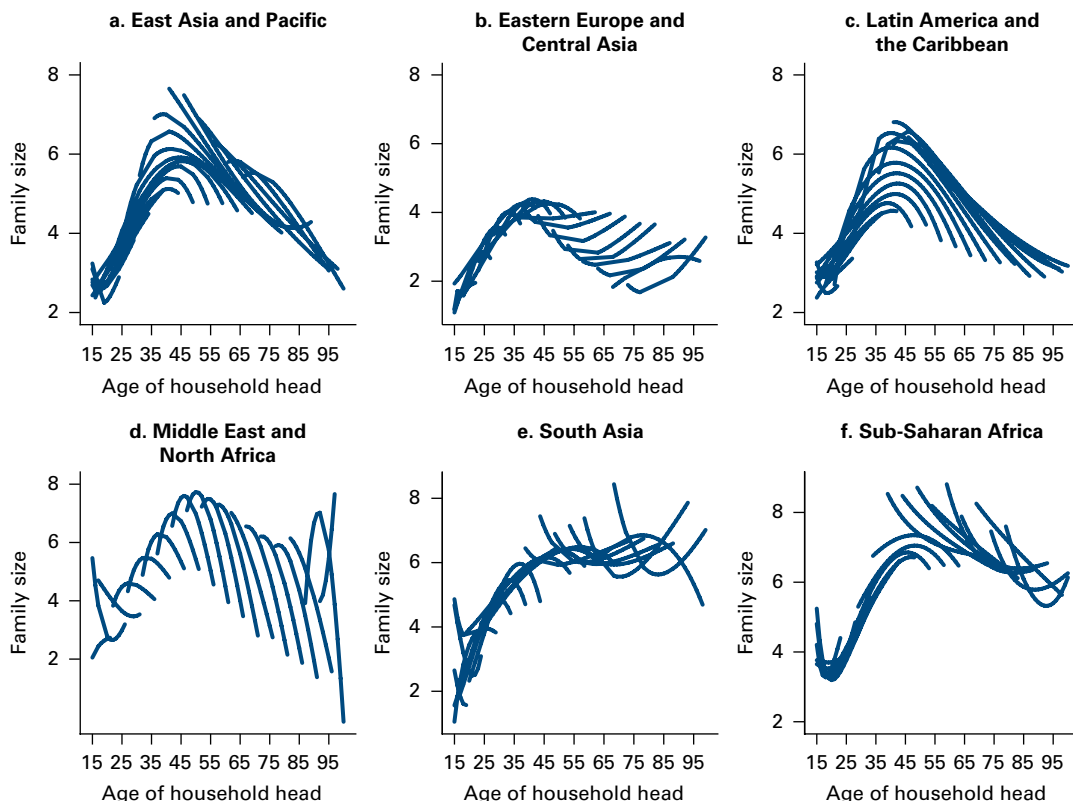 a. East Asia and Pacific
8
6
4
2
Family size
15 25 35 45 55 65 75 85 95
Age of household head
b. Eastern Europe and
Central Asia
8
6
4
2
Family size
15 25 35 45 55 65 75 85 95
Age of household head
c. Latin America and
the Caribbean
8
6
4
2
Family size
15 25 35 45 55 65 75 85 95
Age of household head
d. Middle East and
North Africa
8
6
4
2
Family size
15 25 35 45 55 65 75 85 95
Age of household head
e. South Asia
8
6
4
2
Family size
15 25 35 45 55 65 75 85 95
Age of household head
f. Sub-Saharan Africa
8
6
4
2
Family size
15 25 35 45 55 65 75 85 95
Age of household head